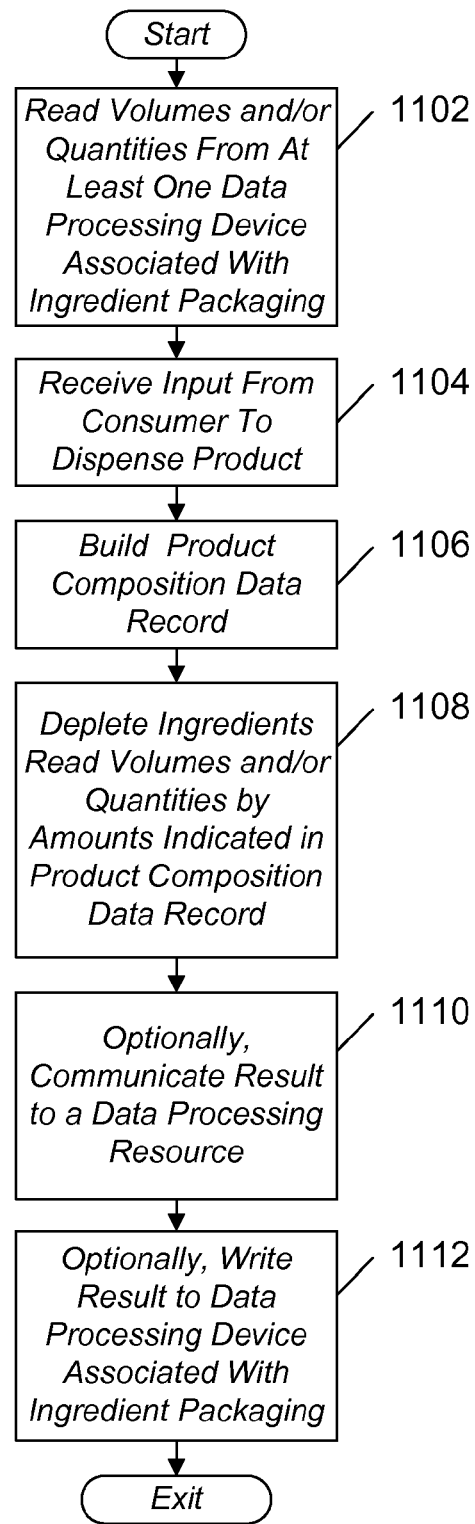 Start
Read Volumes and/or
Quantities From At
Least One Data
Processing Device
Associated With
Ingredient Packaging
1102
Receive Input From
Consumer To
Dispense Product
1104
Build Product
Composition Data
Record
1106
Deplete Ingredients
Read Volumes and/or
Quantities by
Amounts Indicated in
Product Composition
Data Record
1108
Optionally,
Communicate Result
to a Data Processing
Resource
1110
Optionally, Write
Result to Data
Processing Device
Associated With
Ingredient Packaging
1112
Exit